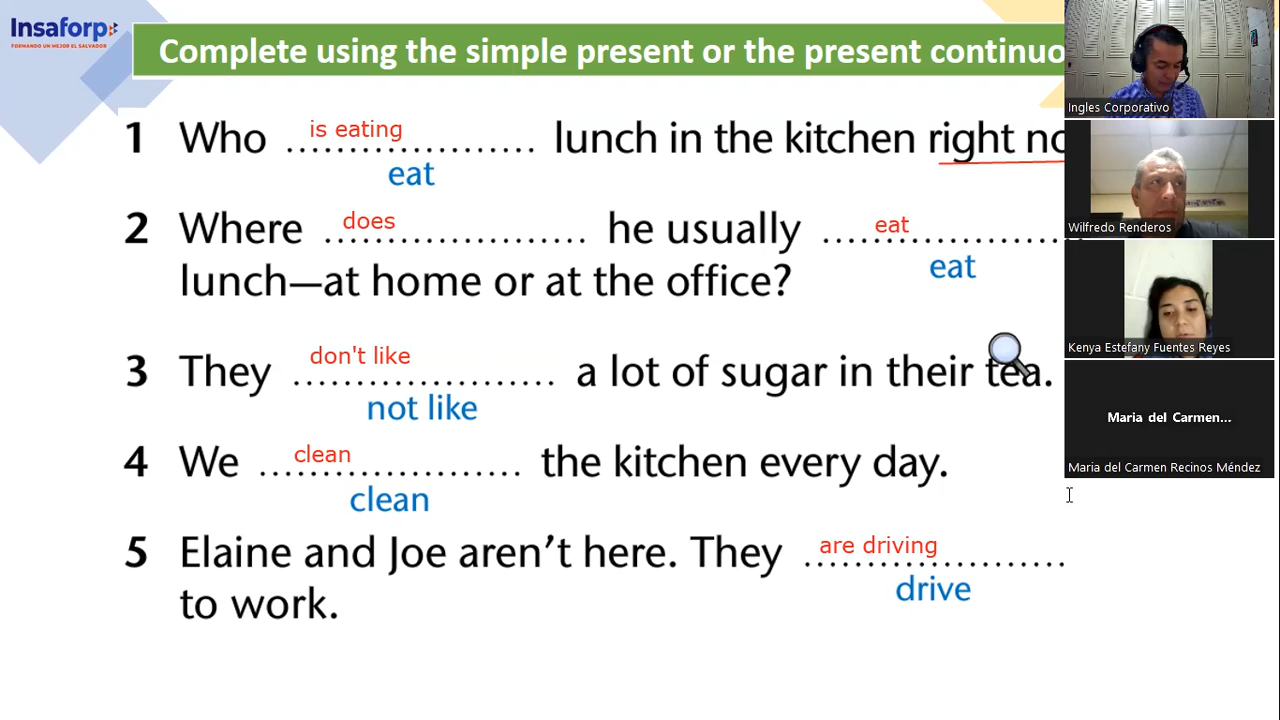 Insaforp
FORMANDO UN MEJOR EL SALVADOR
Complete using the simple present or the present continuo
1 Who is eating lunch in the kitchen right no
eat
2 Where does he usually eat
eat
lunch—at home or at the office?
3 They don't like a lot of sugar in their tea.
not like
4 We clean the kitchen every day.
clean
5 Elaine and Joe aren't here. They are driving
drive
to work.
Ingles Corporativo
Wilfredo Renderos
Kenya Estefany Fuentes Reyes
Maria del Carmen...
Maria del Carmen Recinos Méndez